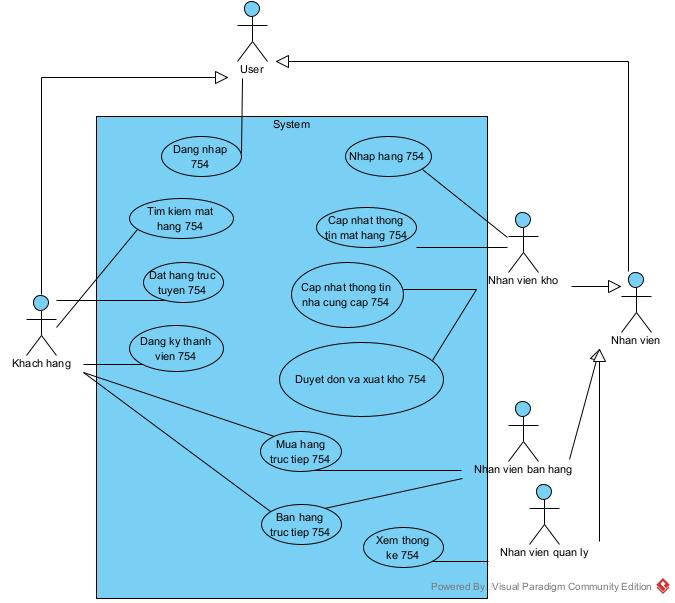 User
System
Dang nhap
754
Nhap hang 754
Tim kiem mat
hang 754
Cap nhat thong
tin mat hang 754
Dat hang truc
tuyen 754
Cap nhat thong tin
nha cung cap 754
Nhan vien kho
Nhan vien
Khach hang
Dang ky thanh
vien 754
Duyet don va xuat kho 754
Mua hang
truc tiep 754
Nhan vien ban hang
Ban hang
truc tiep 754
Xem thong
ke 754
Nhan vien quan ly
Powered By: Visual Paradigm Community Edition